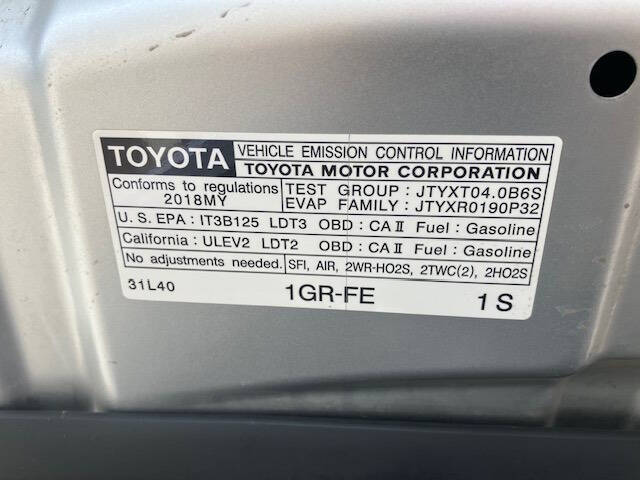 TOYOTA VEHICLE EMISSION CONTROL INFORMATION
TOYOTA MOTOR CORPORATION
Conforms to regulations TEST GROUP : JTYXT04.0B6S
2018MY EVAP FAMILY : JTYXR0190P32
U.S. EPA : IT3B125 LDT3 OBD : CA II Fuel : Gasoline
California : ULEV2 LDT2 OBD : CA II Fuel : Gasoline
No adjustments needed. SFI, AIR, 2WR-HO2S, 2TWC(2), 2HO2S
31L40 1GR-FE 1 S